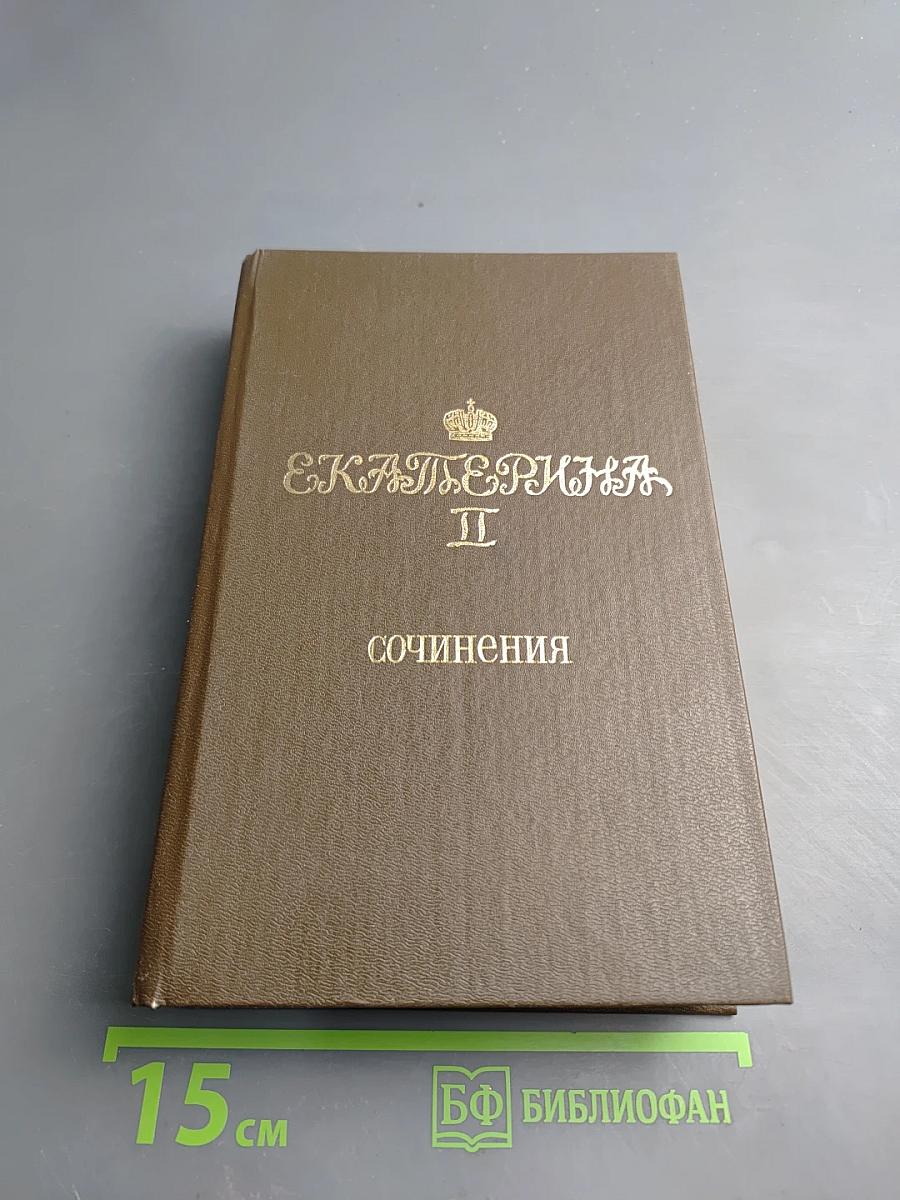 ЕКАТЕРИНА
II
сочинения
15 см
БФ БИБЛИОФАН